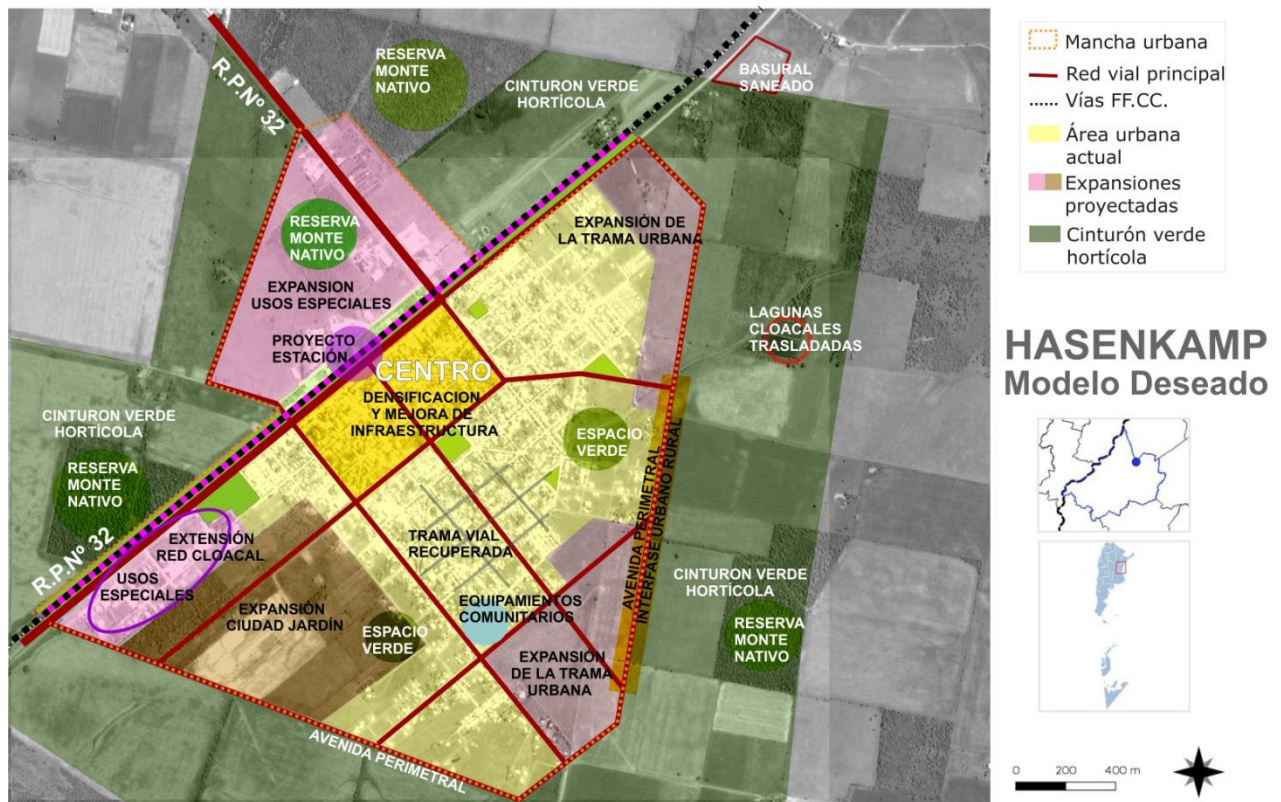 R.P.Nº 32
RESERVA
MONTE
NATIVO
CINTURON VERDE
HORTÍCOLA
BASURAL
SANEADO
RESERVA
MONTE
NATIVO
EXPANSIÓN DE
LA TRAMA URBANA
EXPANSION
USOS ESPECIALES
PROYECTO
ESTACIÓN
LAGUNAS
CLOACALES
TRASLADADAS
CENTRO
DENSIFICACION
Y MEJORA DE
INFRAESTRUCTURA
CINTURON VERDE
HORTÍCOLA
ESPACIO
VERDE
RESERVA
MONTE
NATIVO
AVENIDA PERIMETRAL
INTERFASE URBANO RURAL
R.P.Nº 32
EXTENSIÓN
RED CLOACAL
USOS
ESPECIALES
TRAMA VIAL
RECUPERADA
CINTURON VERDE
HORTÍCOLA
EXPANSIÓN
CIUDAD JARDÍN
EQUIPAMIENTOS
COMUNITARIOS
ESPACIO
VERDE
RESERVA
MONTE
NATIVO
EXPANSIÓN
DE LA TRAMA
URBANA
AVENIDA PERIMETRAL
Mancha urbana
Red vial principal
Vías FF.CC.
Área urbana
actual
Expansiones
proyectadas
Cinturón verde
hortícola
HASENKAMP
Modelo Deseado
0 200 400 m